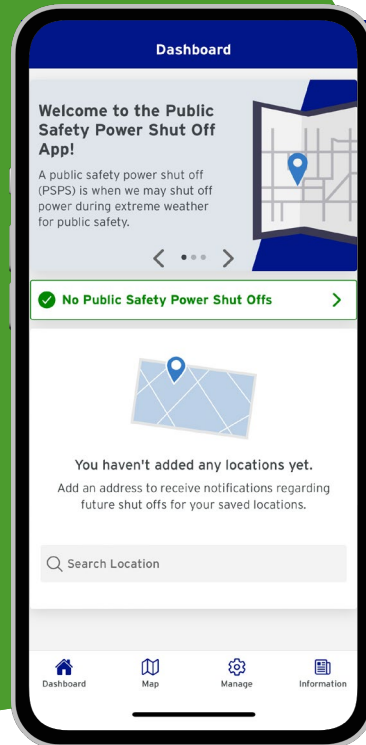 Dashboard
Welcome to the Public
Safety Power Shut Off
App!
A public safety power shut off
(PSPS) is when we may shut off
power during extreme weather
for public safety.
No Public Safety Power Shut Offs
You haven't added any locations yet.
Add an address to receive notifications regarding
future shut offs for your saved locations.
Search Location
Dashboard
Map
Manage
Information